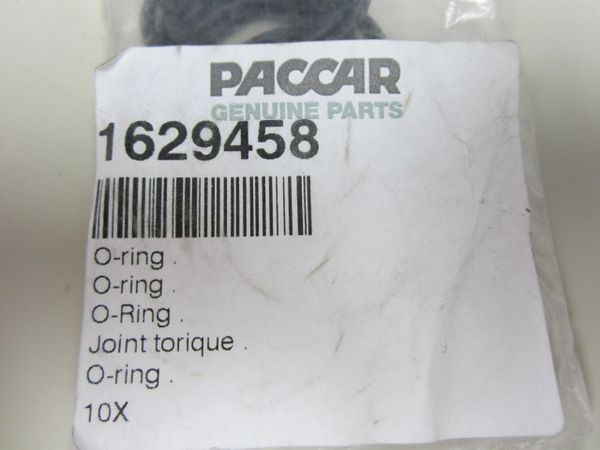 PACCAR
GENUINE PARTS
1629458
O-ring .
O-ring .
O-Ring .
Joint torique .
O-ring .
10X